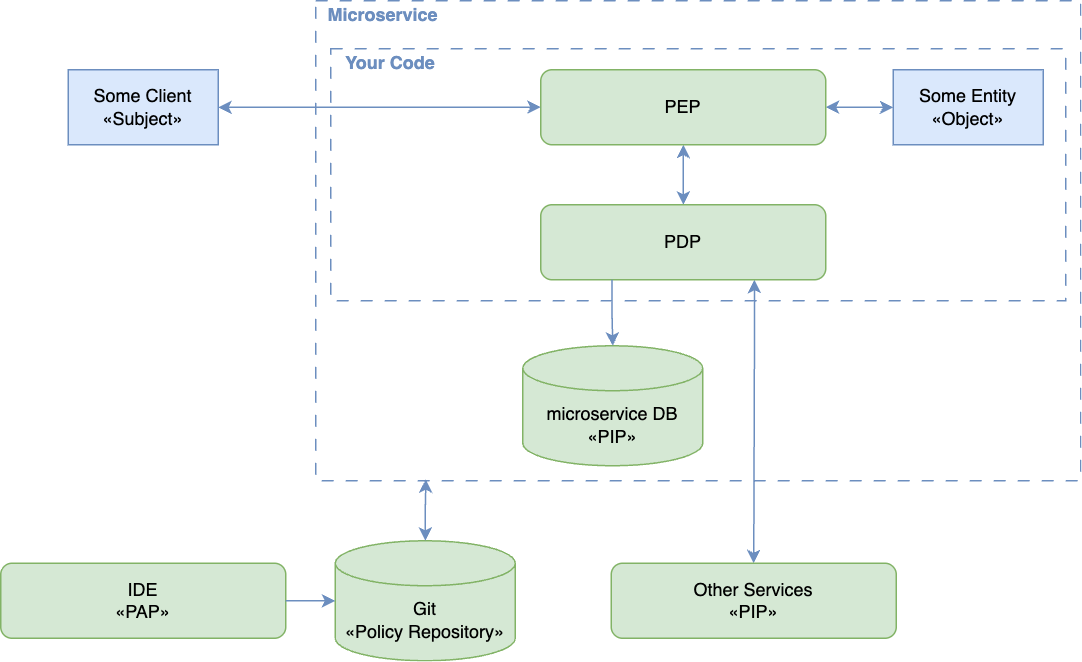 Microservice
Your Code
Some Client
«Subject»
PEP
Some Entity
«Object»
PDP
microservice DB
«PIP»
IDE
«PAP»
Git
«Policy Repository»
Other Services
«PIP»